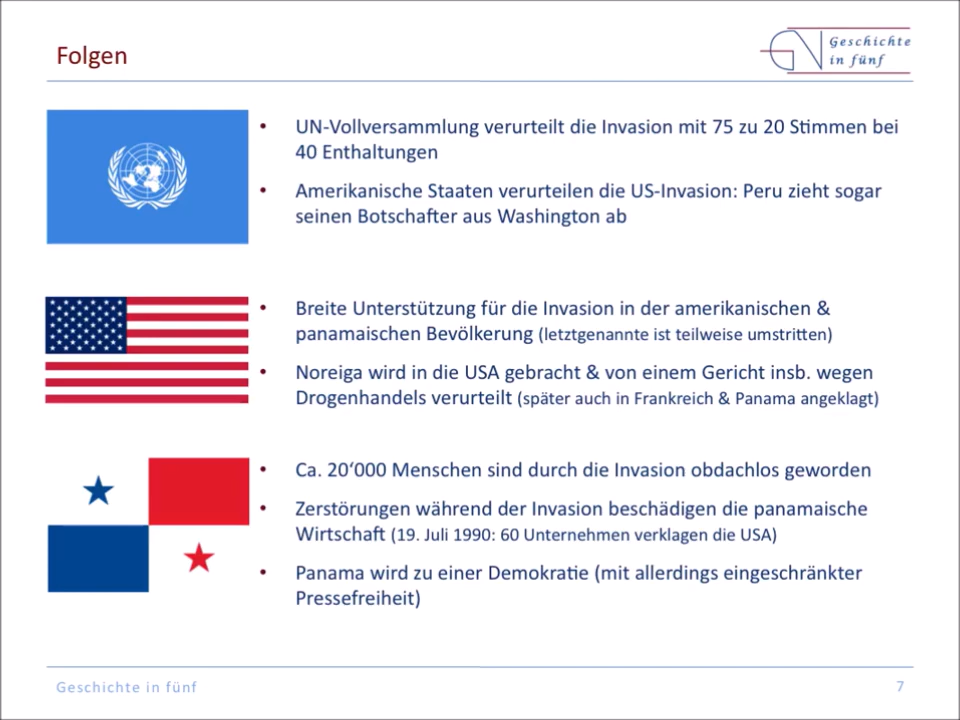 Folgen
Geschichte
in fünf
• UN-Vollversammlung verurteilt die Invasion mit 75 zu 20 Stimmen bei
40 Enthaltungen
• Amerikanische Staaten verurteilen die US-Invasion: Peru zieht sogar
seinen Botschafter aus Washington ab
• Breite Unterstützung für die Invasion in der amerikanischen &
panamaischen Bevölkerung (letztgenannte ist teilweise umstritten)
• Noreiga wird in die USA gebracht & von einem Gericht insb. wegen
Drogenhandels verurteilt (später auch in Frankreich & Panama angeklagt)
• Ca. 20‘000 Menschen sind durch die Invasion obdachlos geworden
• Zerstörungen während der Invasion beschädigen die panamaische
Wirtschaft (19. Juli 1990: 60 Unternehmen verklagen die USA)
• Panama wird zu einer Demokratie (mit allerdings eingeschränkter
Pressefreiheit)
Geschichte in fünf
7